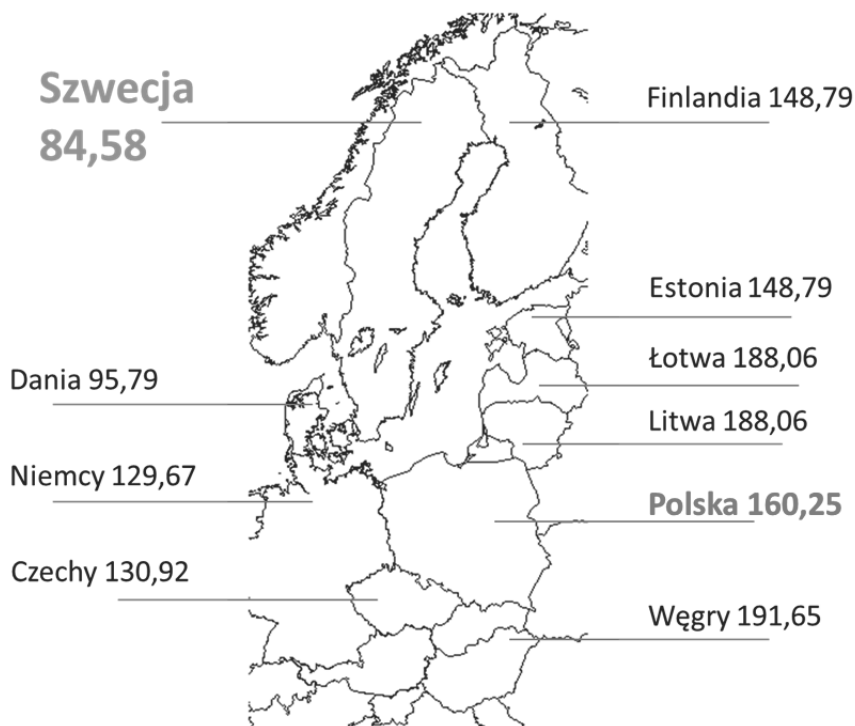 Szwecja
84,58
Finlandia 148,79
Estonia 148,79
Łotwa 188,06
Dania 95,79
Litwa 188,06
Niemcy 129,67
Polska 160,25
Czechy 130,92
Węgry 191,65